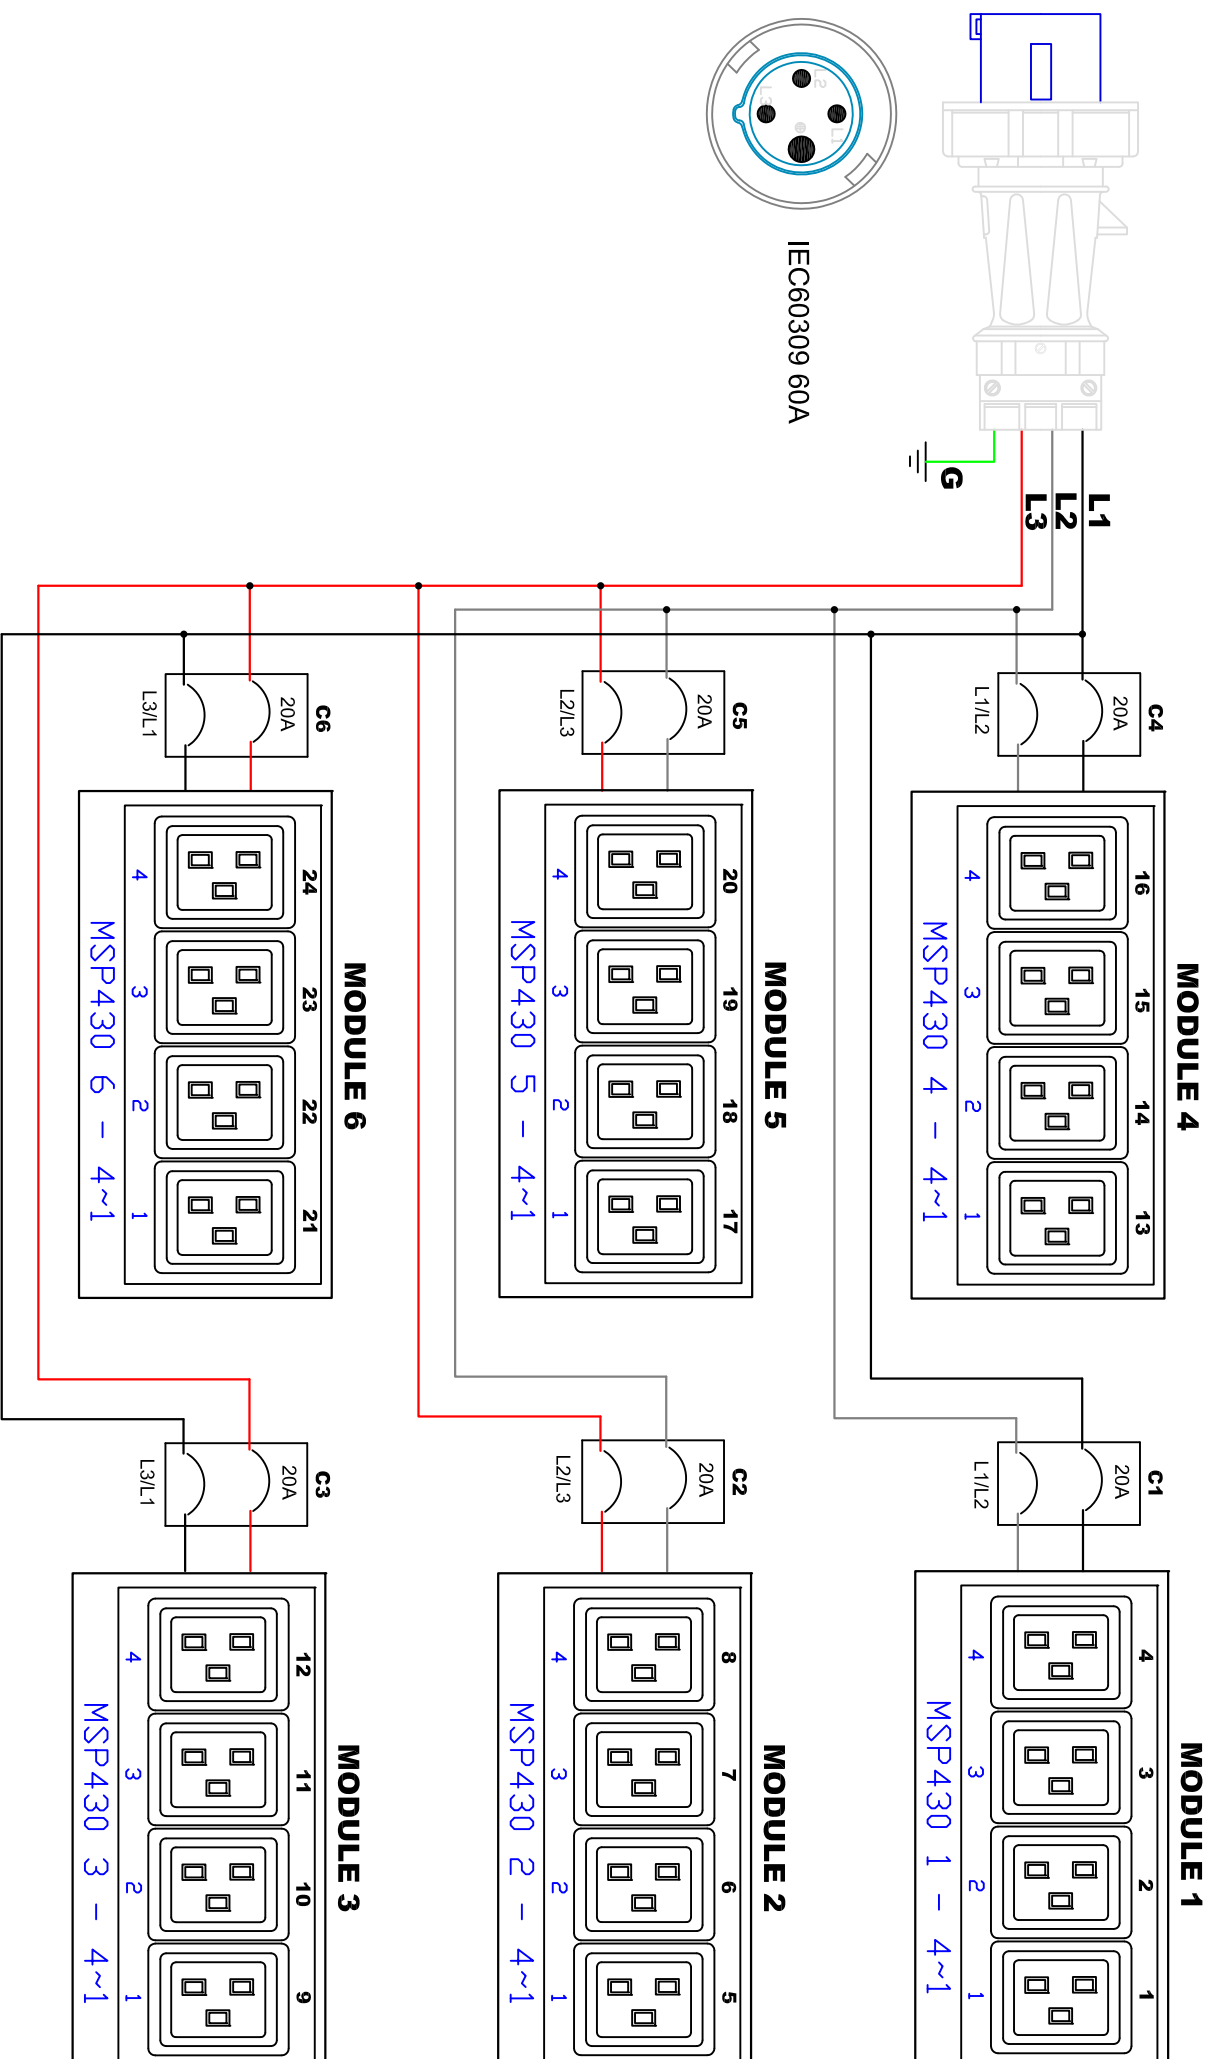 IEC60309 60A
L1
L2
L3
G
L1
L2
L3
C4
20A
L1/L2
C5
20A
L2/L3
C6
20A
L3/L1
MODULE 4
16 15 14 13
4 3 2 1
MSP430 4 - 4~1
MODULE 5
20 19 18 17
4 3 2 1
MSP430 5 - 4~1
MODULE 6
24 23 22 21
4 3 2 1
MSP430 6 - 4~1
C1
20A
L1/L2
C2
20A
L2/L3
C3
20A
L3/L1
MODULE 1
4 3 2 1
4 3 2 1
MSP430 1 - 4~1
MODULE 2
8 7 6 5
4 3 2 1
MSP430 2 - 4~1
MODULE 3
12 11 10 9
4 3 2 1
MSP430 3 - 4~1